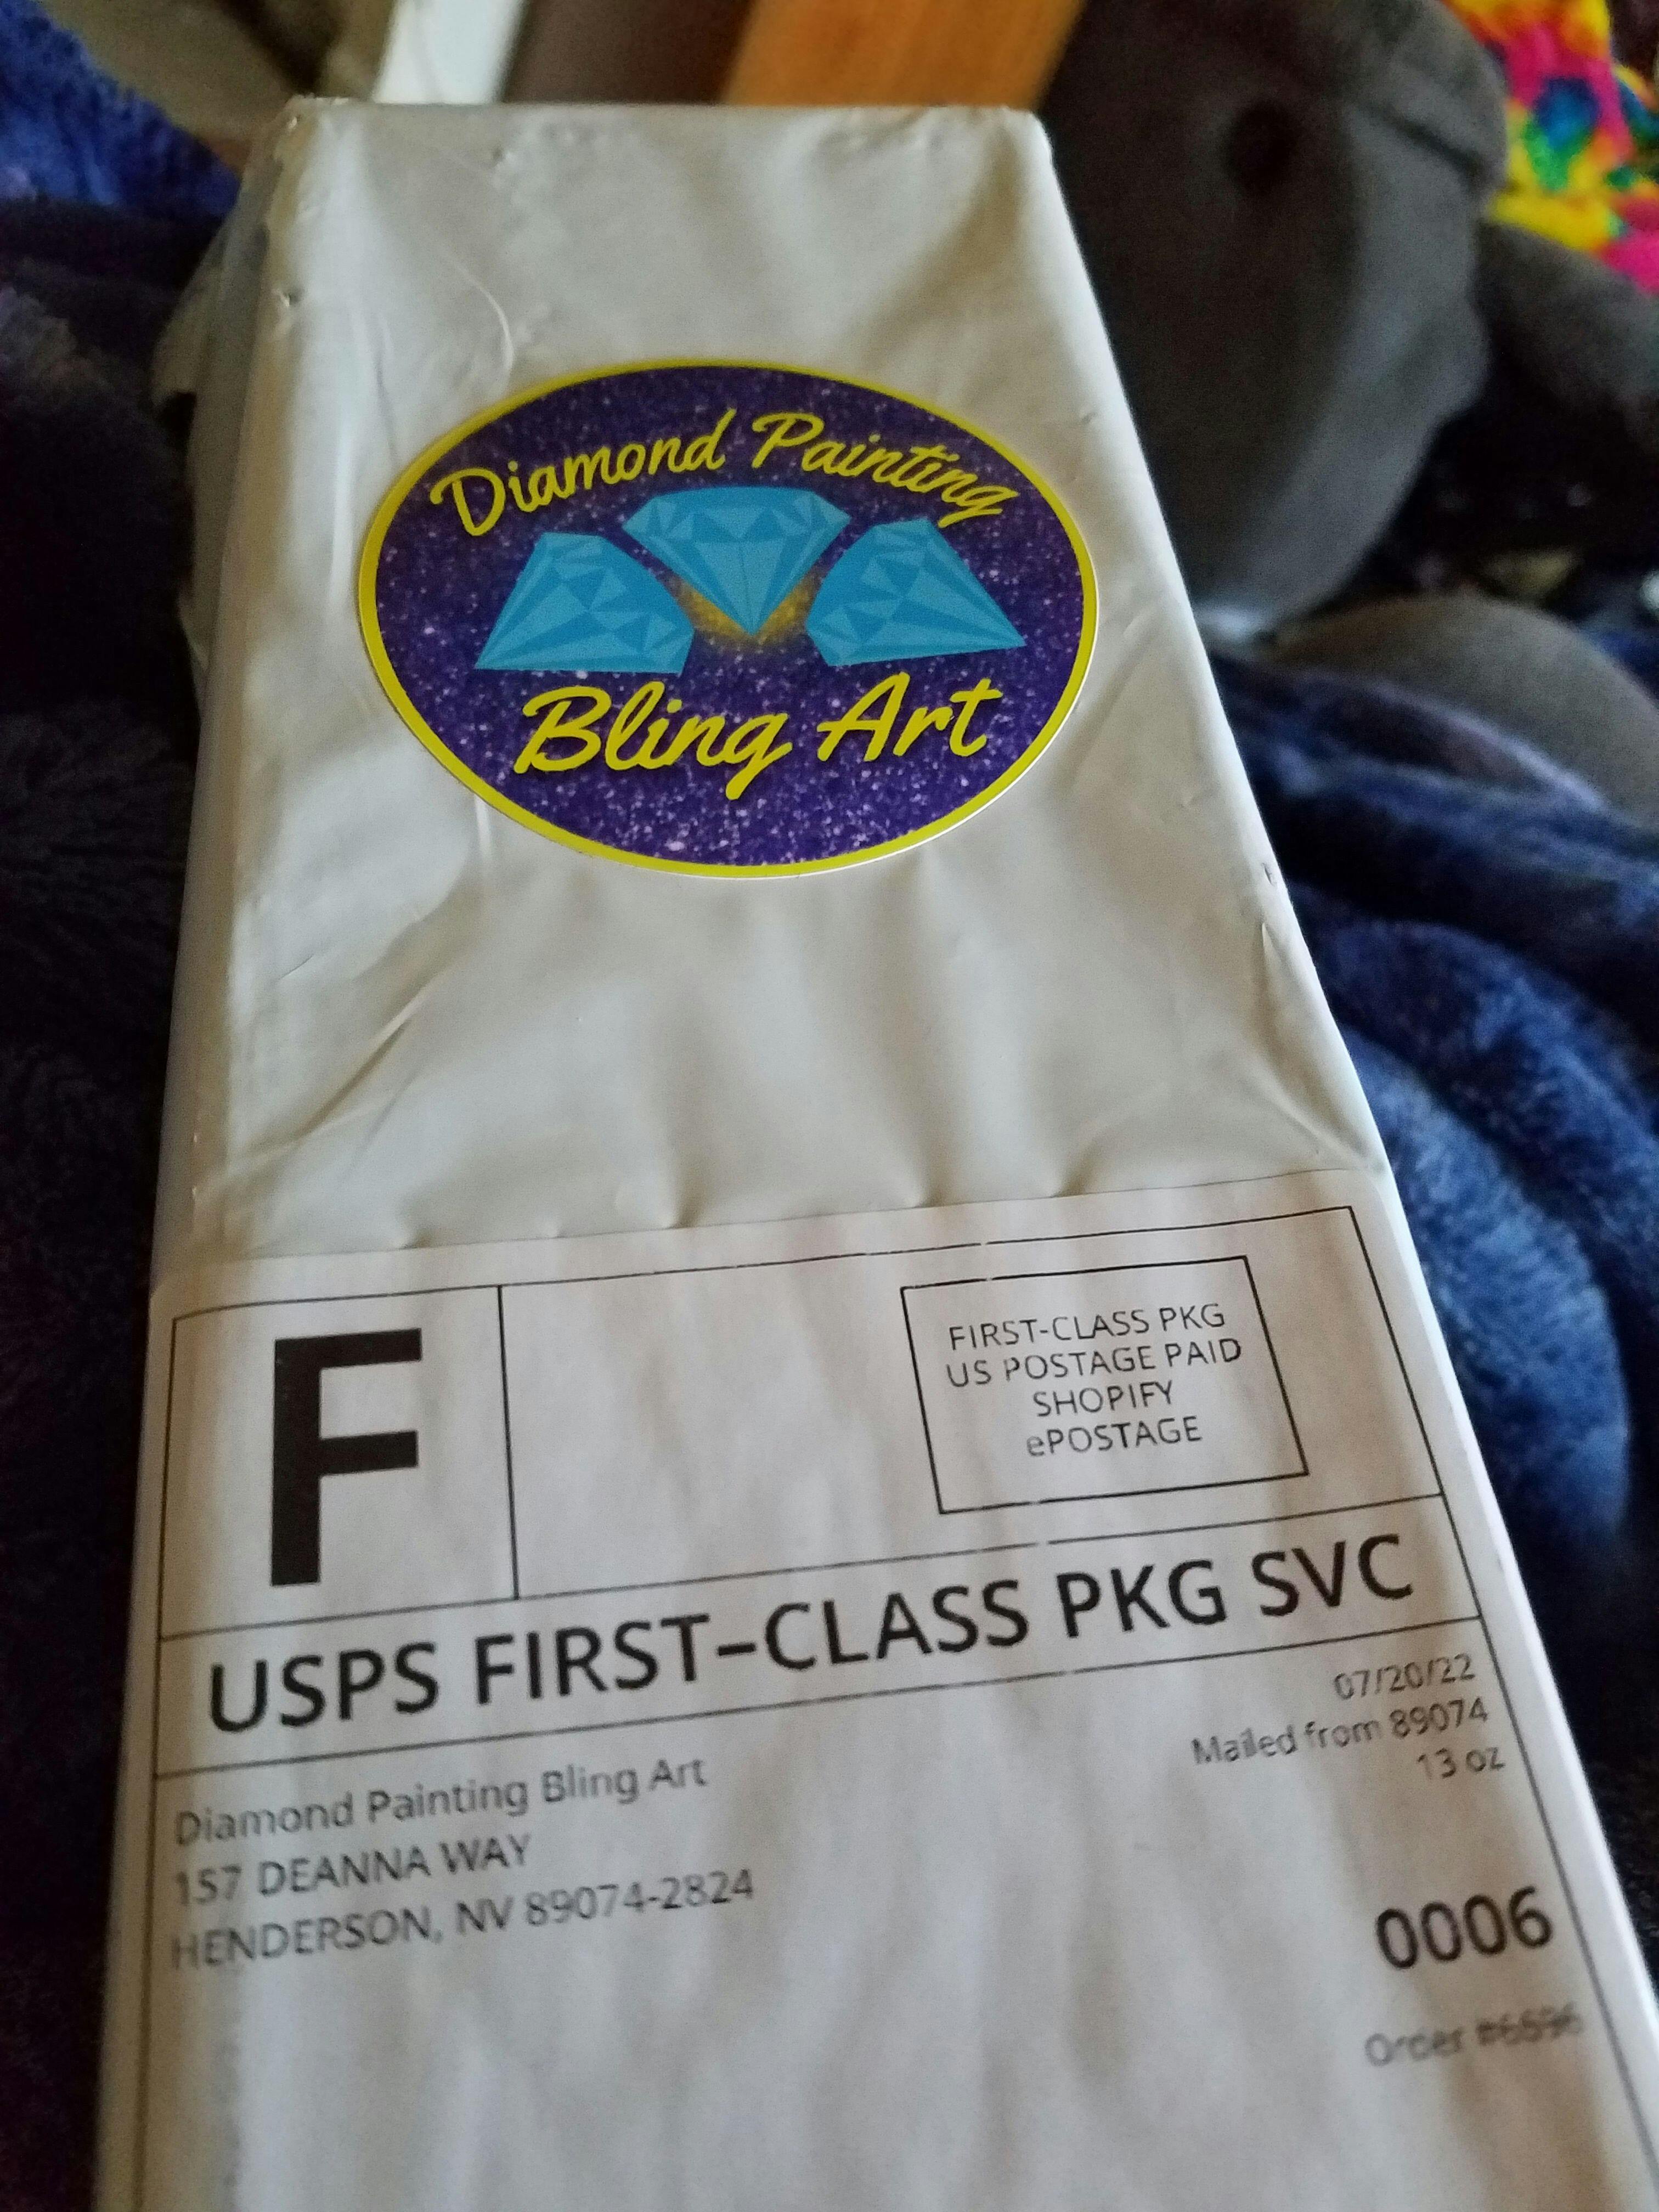 Diamond Painting
Bling Art
F
FIRST-CLASS PKG
US POSTAGE PAID
SHOPIFY
ePOSTAGE
USPS FIRST-CLASS PKG SVC
07/20/22
Mailed from 89074
13 oz
Diamond Painting Bling Art
157 DEANNA WAY
HENDERSON, NV 89074-2824
0006
Order